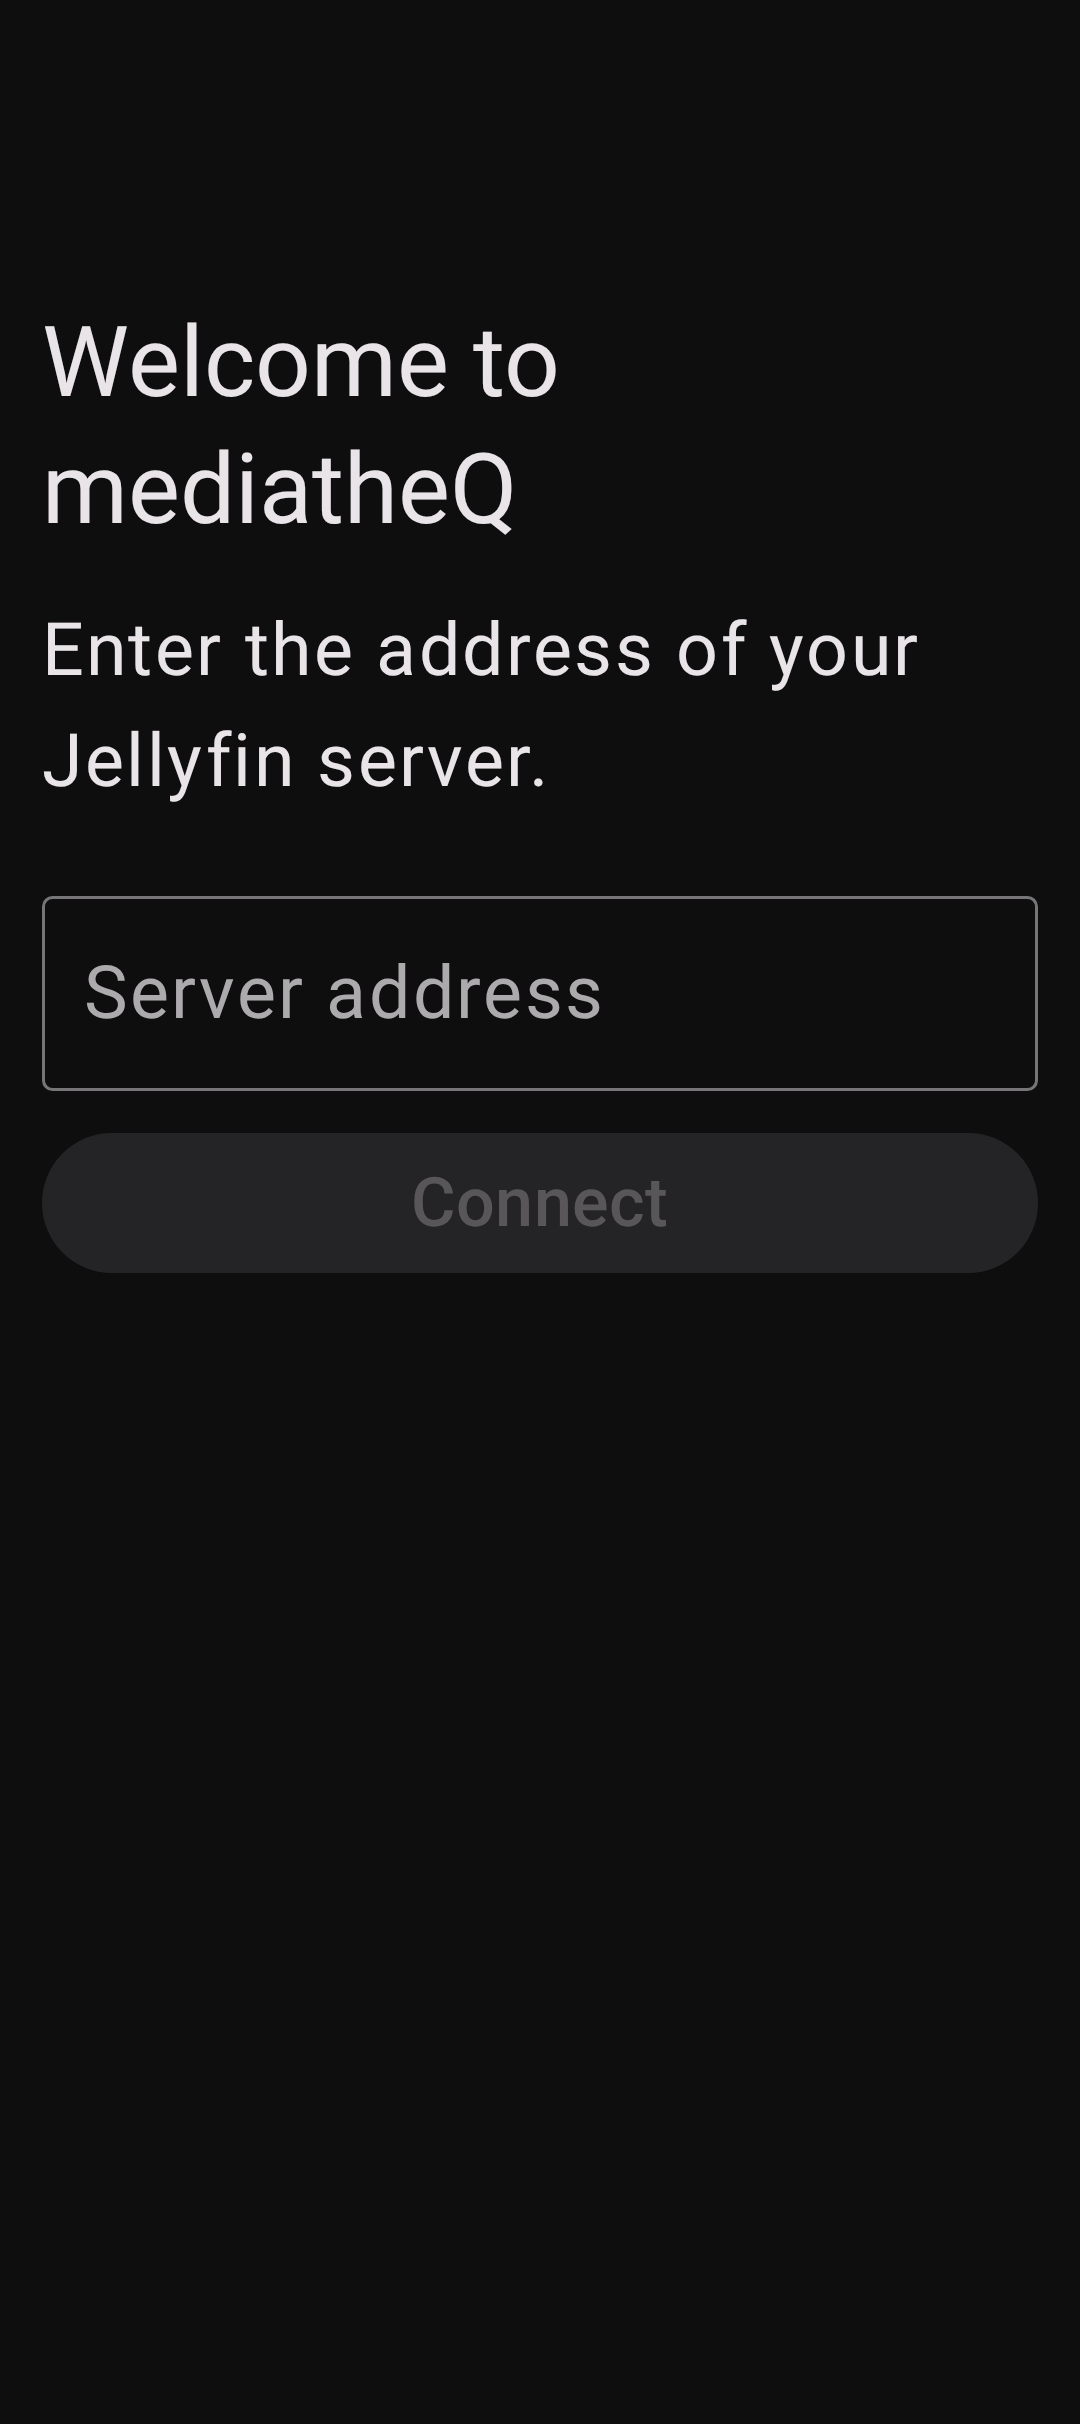 Welcome to
mediatheQ
Enter the address of your
Jellyfin server.
Server address
Connect